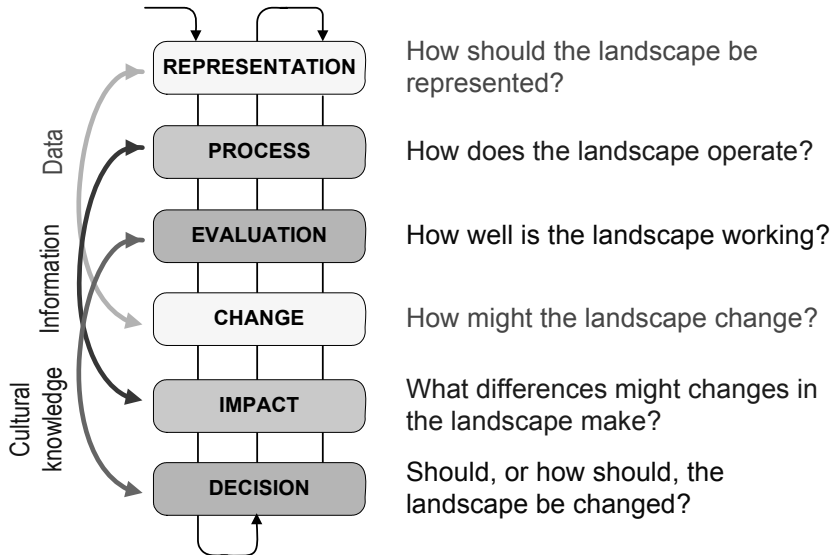 REPRESENTATION
How should the landscape be
represented?
PROCESS
How does the landscape operate?
EVALUATION
How well is the landscape working?
CHANGE
How might the landscape change?
IMPACT
What differences might changes in
the landscape make?
DECISION
Should, or how should, the
landscape be changed?
Data
Information
Cultural
knowledge